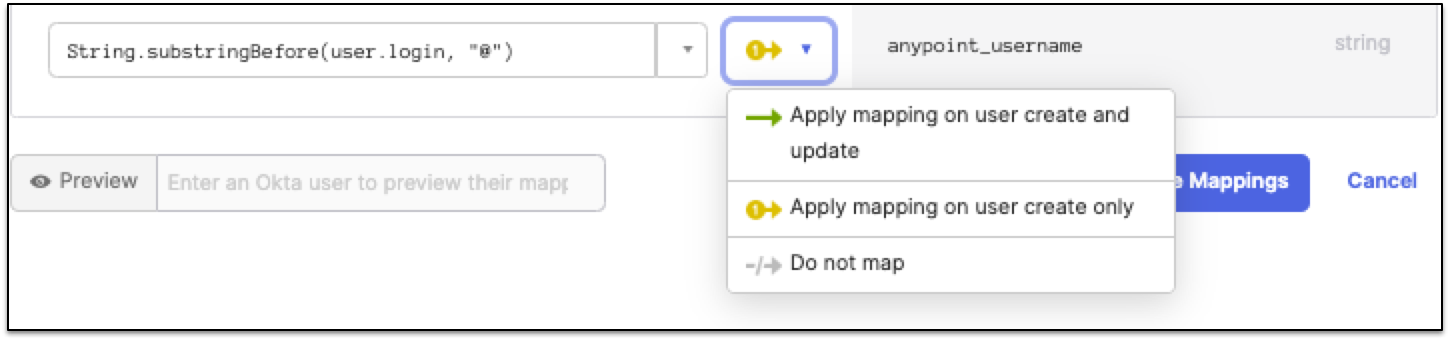 String.substringBefore(user.login, "@")
anypoint_username
string
Apply mapping on user create and
update
Preview
Enter an Okta user to preview their mapp
Apply mapping on user create only
Mappings
Cancel
Do not map